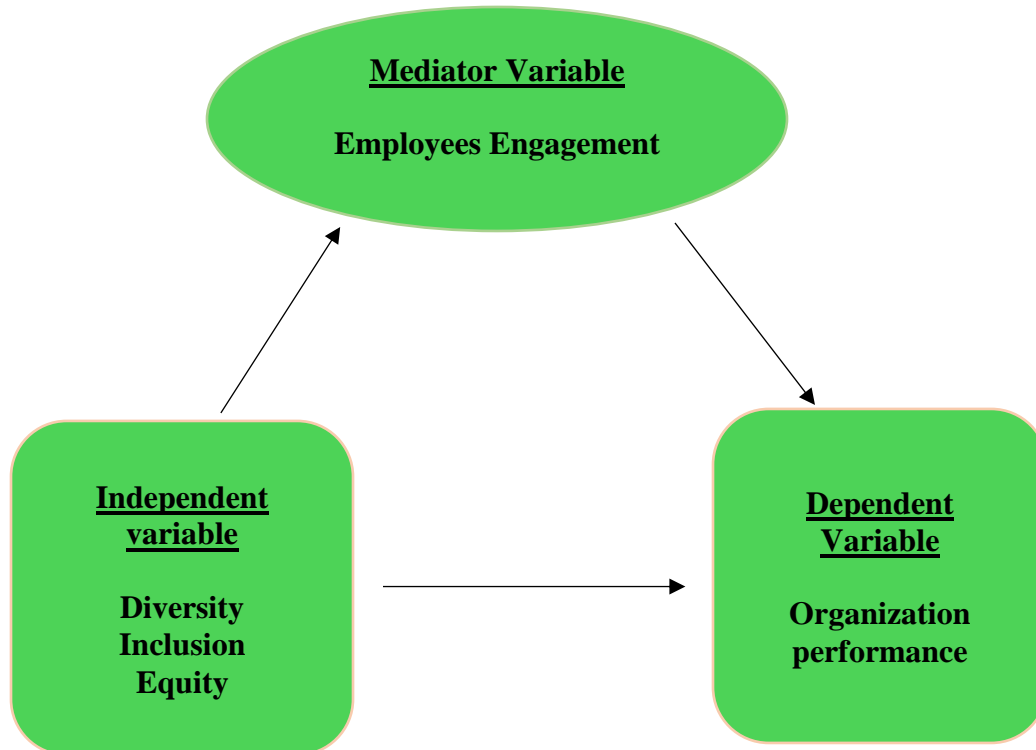 Mediator Variable
Employees Engagement
Independent
variable
Diversity
Inclusion
Equity
Dependent
Variable
Organization
performance